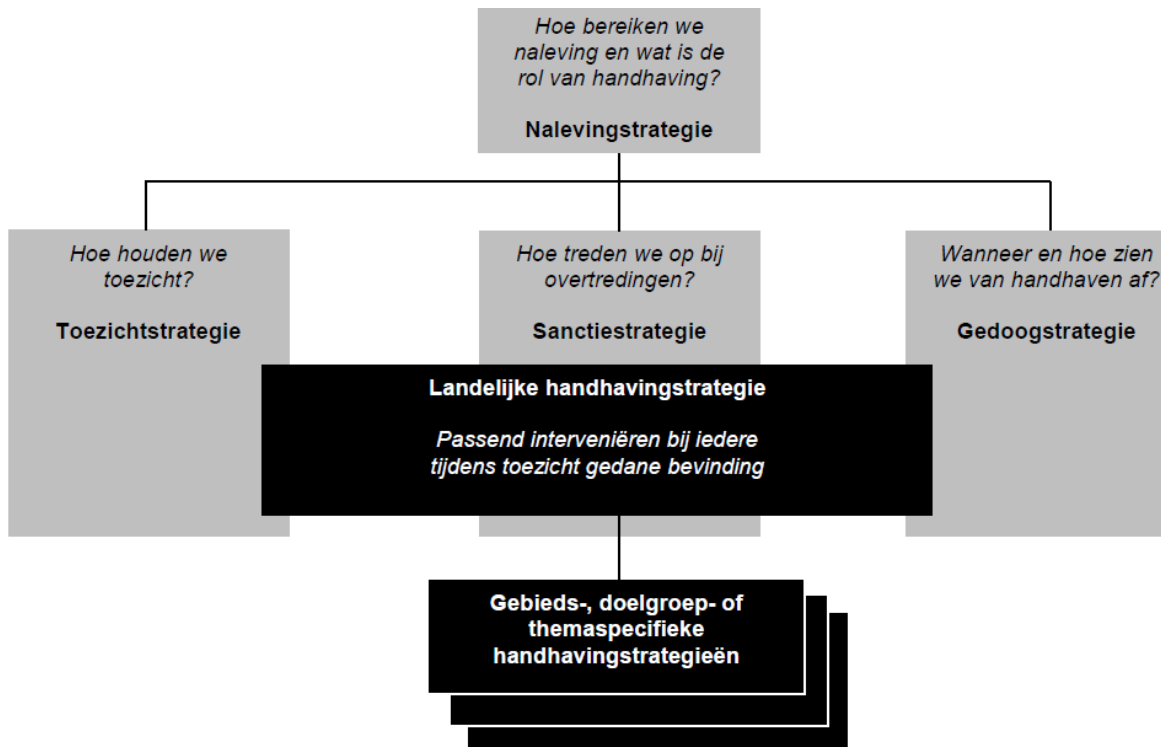 Hoe bereiken we
naleving en wat is de
rol van handhaving?
Nalevingstrategie
Hoe houden we
toezicht?
Toezichtstrategie
Hoe treden we op bij
overtredingen?
Sanctiestrategie
Wanneer en hoe zien
we van handhaven af?
Gedoogstrategie
Landelijke handhavingstrategie
Passend interveniëren bij iedere
tijdens toezicht gedane bevinding
Gebieds-, doelgroep- of
themaspecifieke
handhavingstrategieën